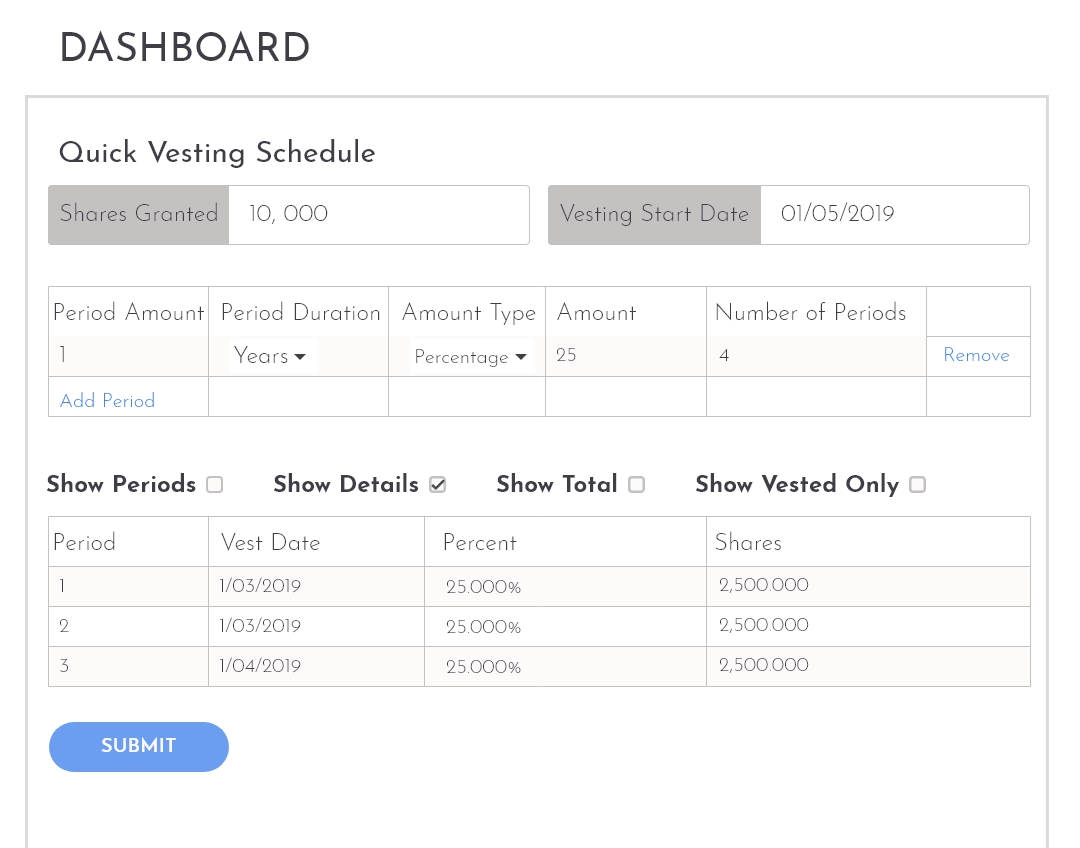 DASHBOARD
Quick Vesting Schedule
Shares Granted 10, 000 Vesting Start Date 01/05/2019
Period Amount Period Duration Amount Type Amount Number of Periods
1 Years Percentage 25 4 Remove
Add Period
Show Periods Show Details Show Total Show Vested Only
Period Vest Date Percent Shares
1 1/03/2019 25.000% 2,500.000
2 1/03/2019 25.000% 2,500.000
3 1/04/2019 25.000% 2,500.000
SUBMIT